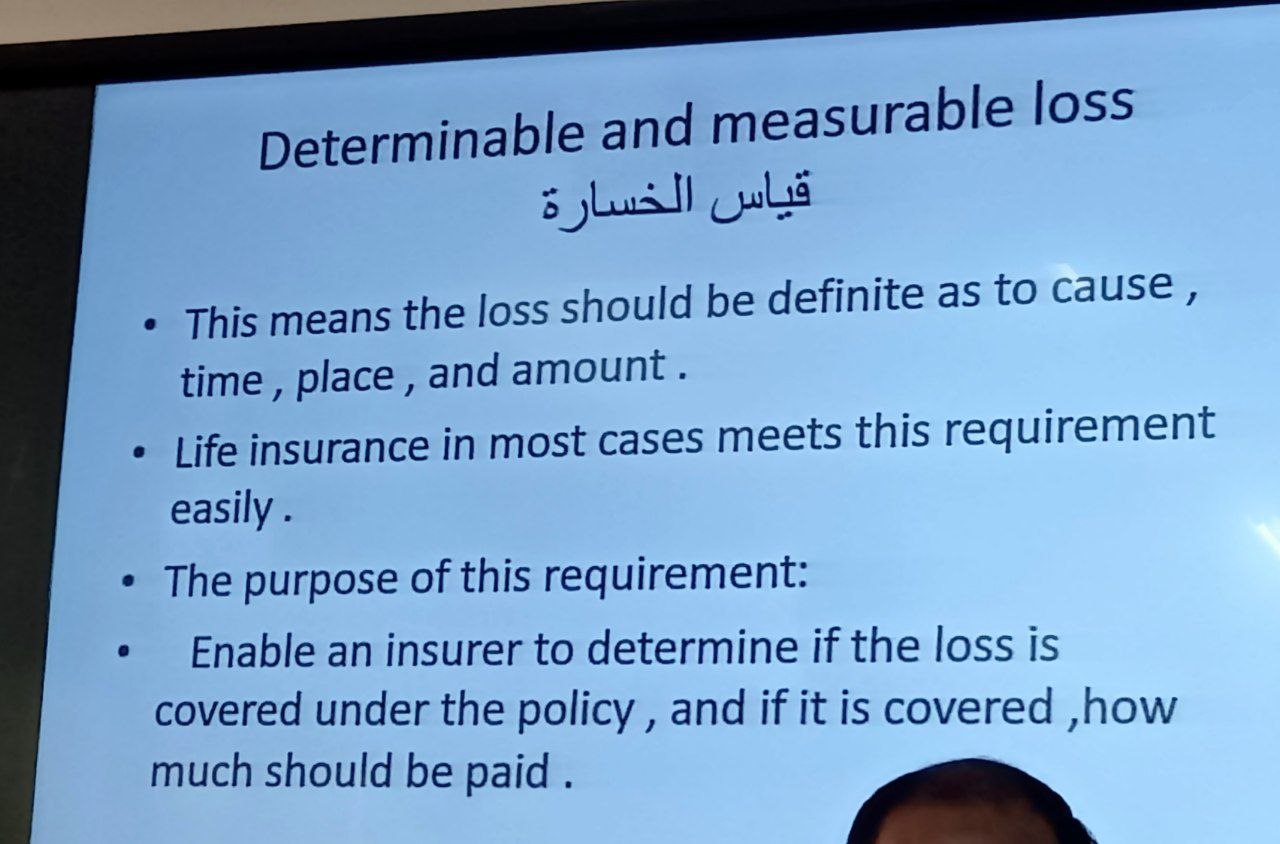 Determinable and measurable loss
قياس الخسارة
• This means the loss should be definite as to cause ,
time , place , and amount .
• Life insurance in most cases meets this requirement
easily .
• The purpose of this requirement:
• Enable an insurer to determine if the loss is
covered under the policy , and if it is covered ,how
much should be paid .